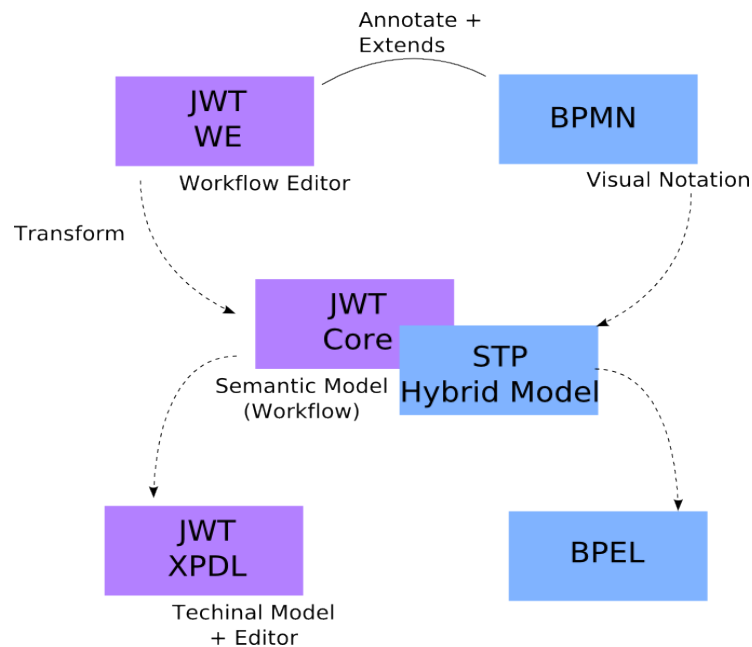 Annotate +
Extends
JWT
WE
BPMN
Workflow Editor
Visual Notation
Transform
JWT
Core
STP
Hybrid Model
Semantic Model
(Workflow)
JWT
XPDL
BPEL
Techinal Model
+ Editor